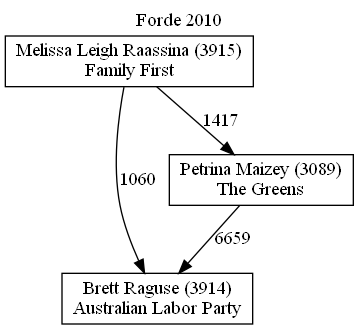 Forde 2010
Melissa Leigh Raassina (3915)
Family First
1417
Petrina Maizey (3089)
The Greens
1060
6659
Brett Raguse (3914)
Australian Labor Party